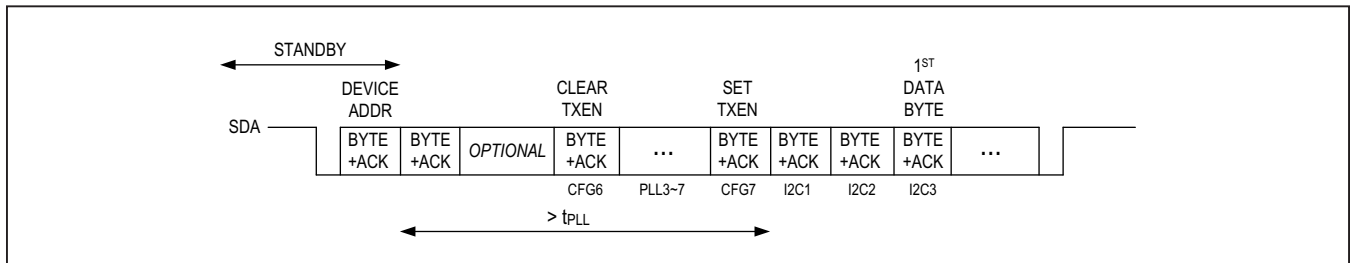 STANDBY
DEVICE
ADDR
CLEAR
TXEN
SET
TXEN
1ST
DATA
BYTE
SDA
BYTE
+ACK
BYTE
+ACK
OPTIONAL
BYTE
+ACK
...
BYTE
+ACK
BYTE
+ACK
BYTE
+ACK
BYTE
+ACK
...
CFG6
PLL3~7
CFG7
I2C1
I2C2
I2C3
> tPLL